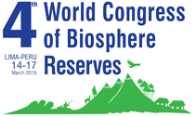 4th World Congress
of Biosphere
Reserves
LIMA-PERU
14-17
March 2016